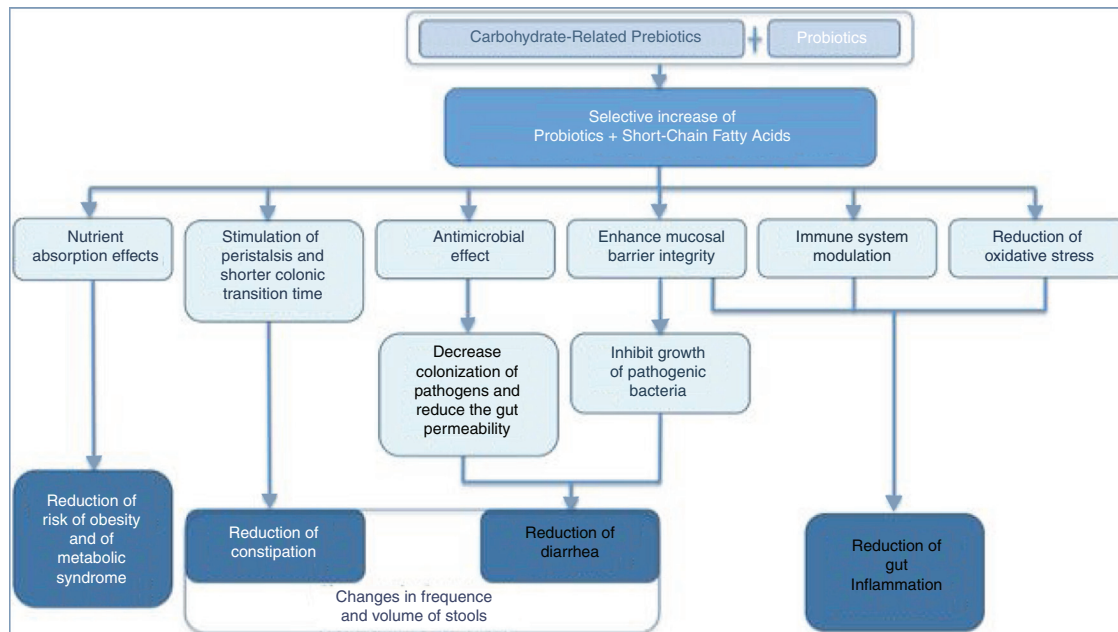 Carbohydrate-Related Prebiotics
+
Probiotics
Selective increase of
Probiotics + Short-Chain Fatty Acids
Nutrient
absorption effects
Stimulation of
peristalsis and
shorter colonic
transition time
Antimicrobial
effect
Enhance mucosal
barrier integrity
Immune system
modulation
Reduction of
oxidative stress
Decrease
colonization of
pathogens and
reduce the gut
permeability
Inhibit growth
of pathogenic
bacteria
Reduction of
risk of obesity
and of
metabolic
syndrome
Reduction of
constipation
Reduction of
diarrhea
Changes in frequence
and volume of stools
Reduction of
gut
Inflammation